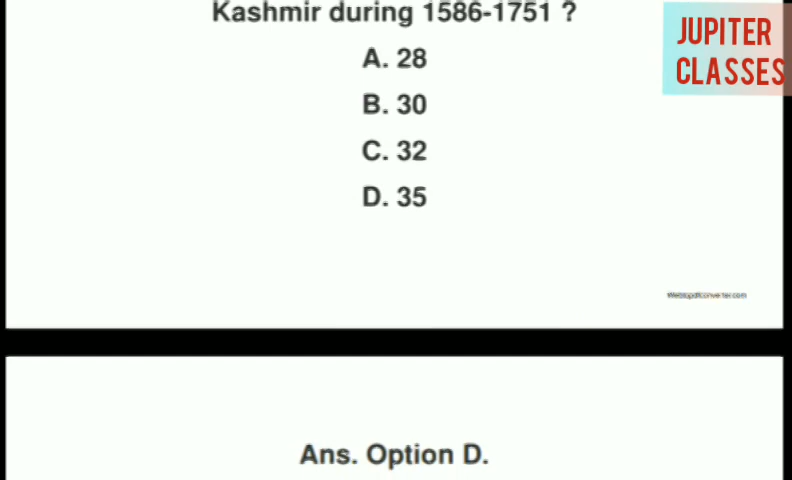 Kashmir during 1586-1751 ?
A. 28
B. 30
C. 32
D. 35
JUPITER
CLASSES
Ans. Option D.